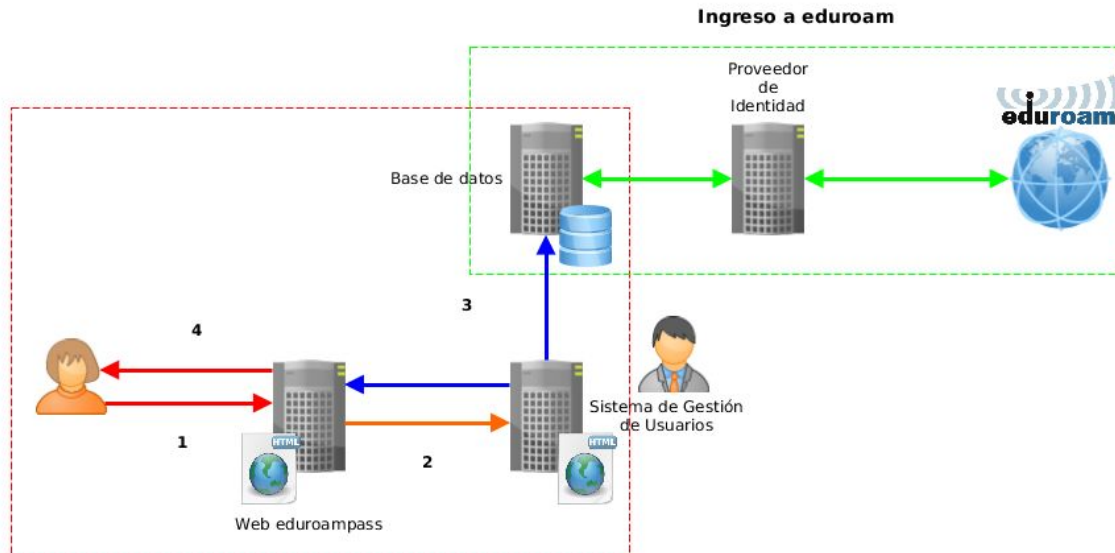 Ingreso a eduroam
Proveedor
de
Identidad
eduroam
Base de datos
3
4
Sistema de Gestión
de Usuarios
1
2
HTML
HTML
Web eduroampass